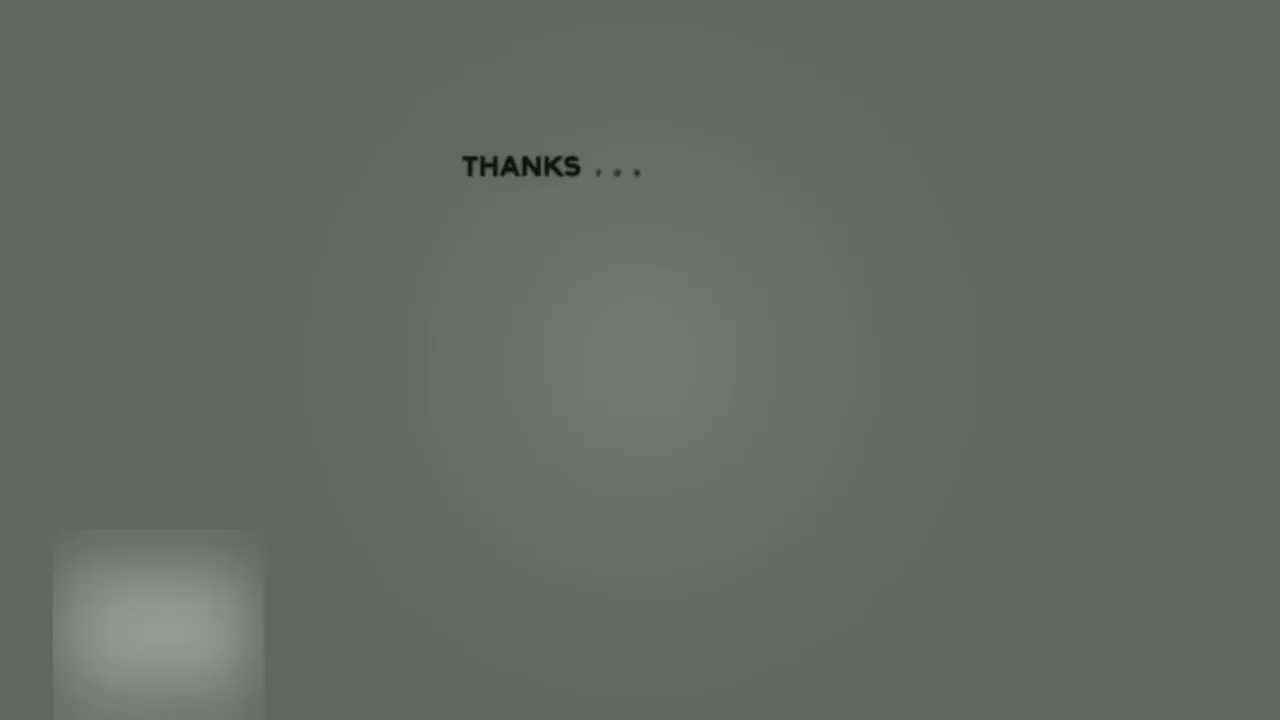 THANKS . . .